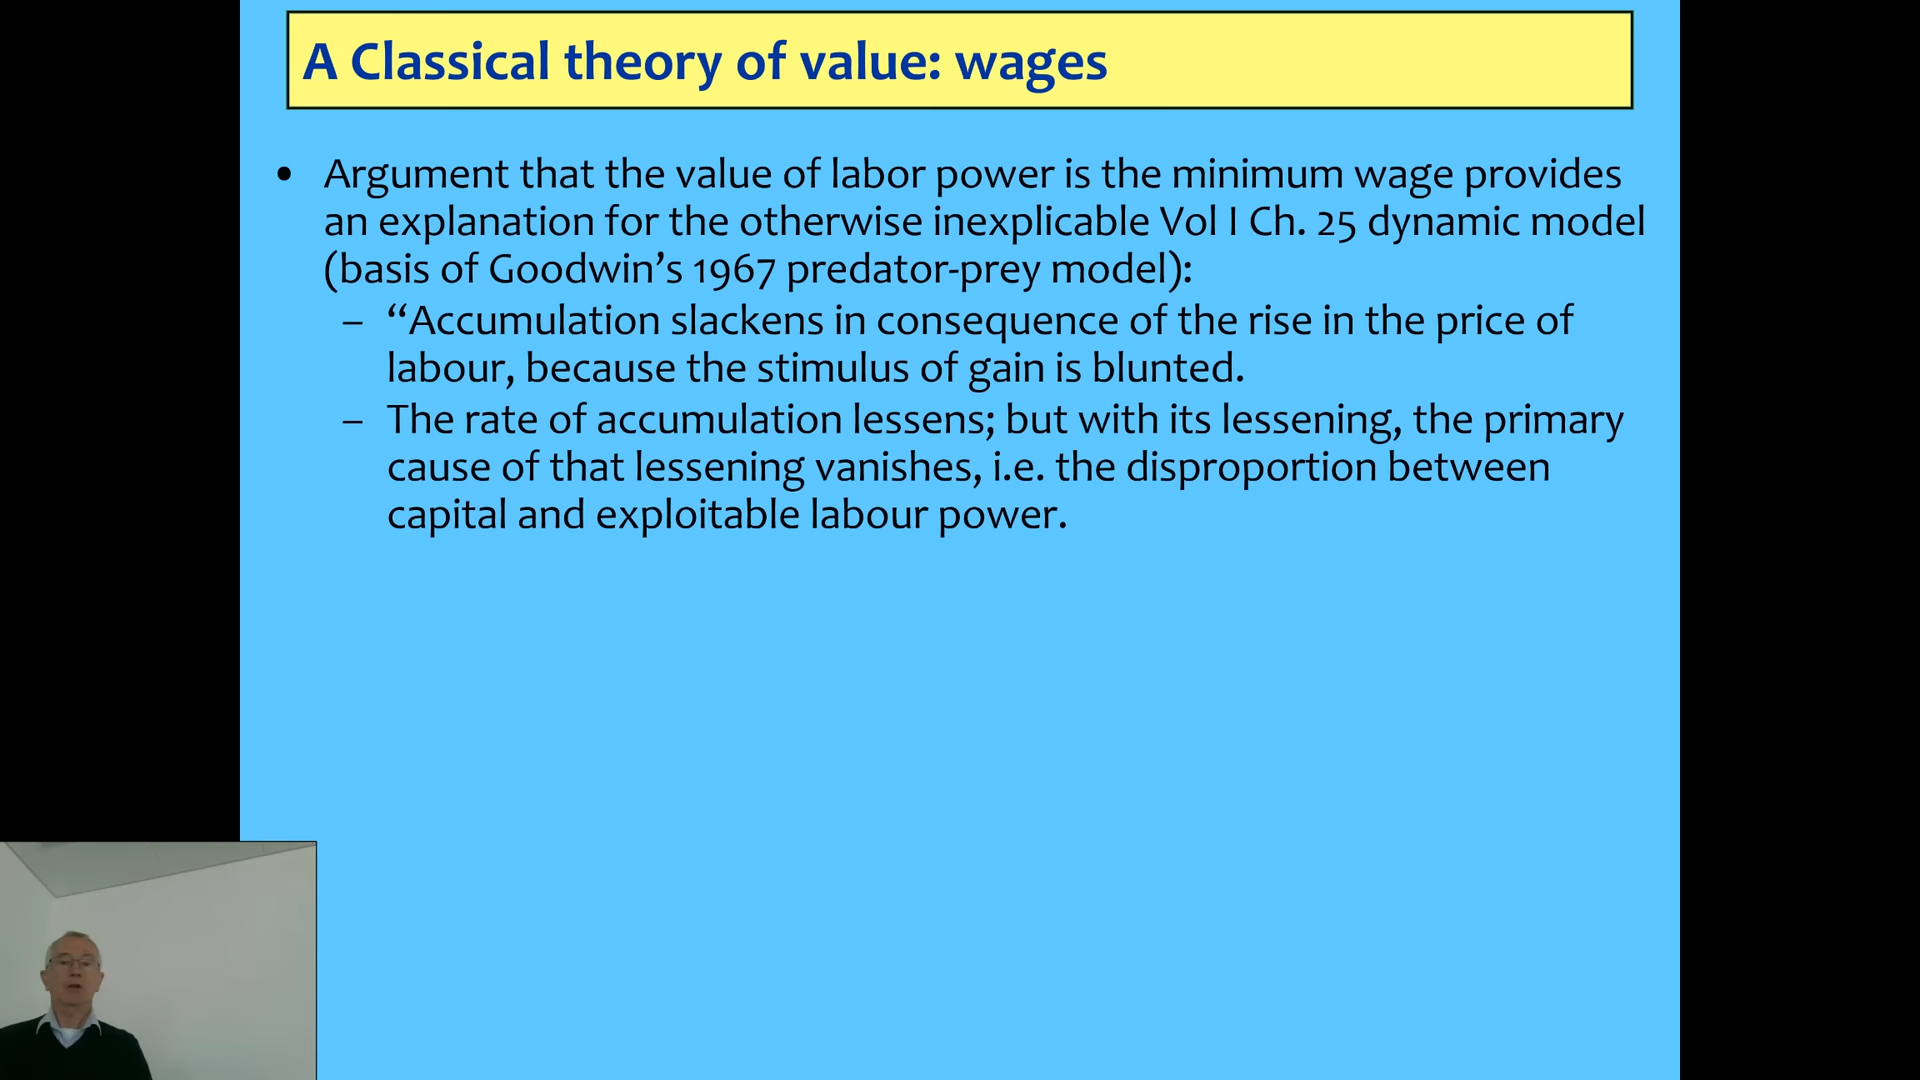 A Classical theory of value: wages
• Argument that the value of labor power is the minimum wage provides
an explanation for the otherwise inexplicable Vol I Ch. 25 dynamic model
(basis of Goodwin’s 1967 predator-prey model):
– “Accumulation slackens in consequence of the rise in the price of
labour, because the stimulus of gain is blunted.
– The rate of accumulation lessens; but with its lessening, the primary
cause of that lessening vanishes, i.e. the disproportion between
capital and exploitable labour power.